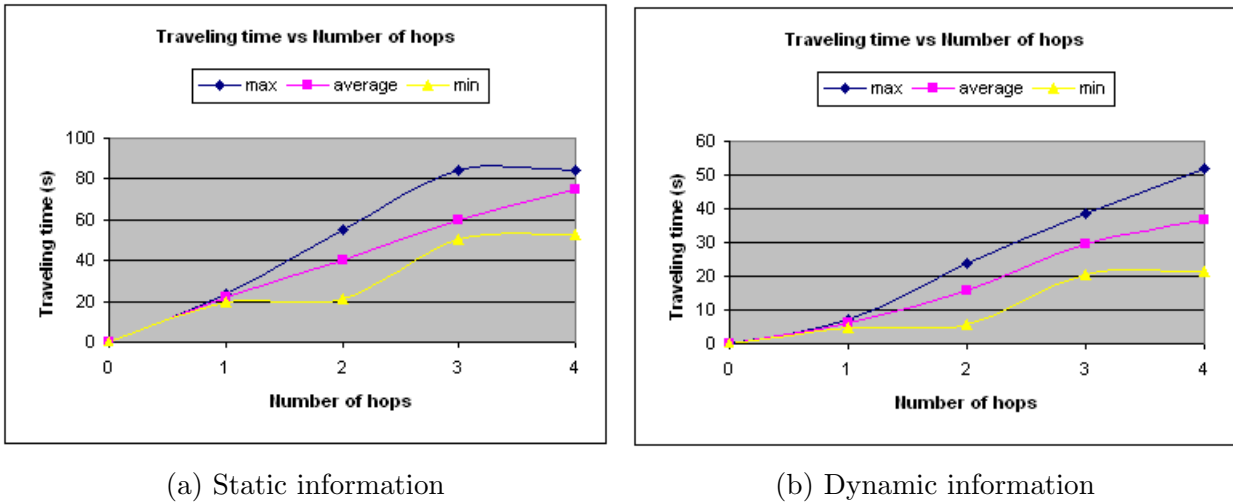 Traveling time vs Number of hops
max average min
100
80
60
40
20
0
Traveling time (s)
0 1 2 3 4
Number of hops
(a) Static information
Traveling time vs Number of hops
max average min
60
50
40
30
20
10
0
Traveling time (s)
0 1 2 3 4
Number of hops
(b) Dynamic information